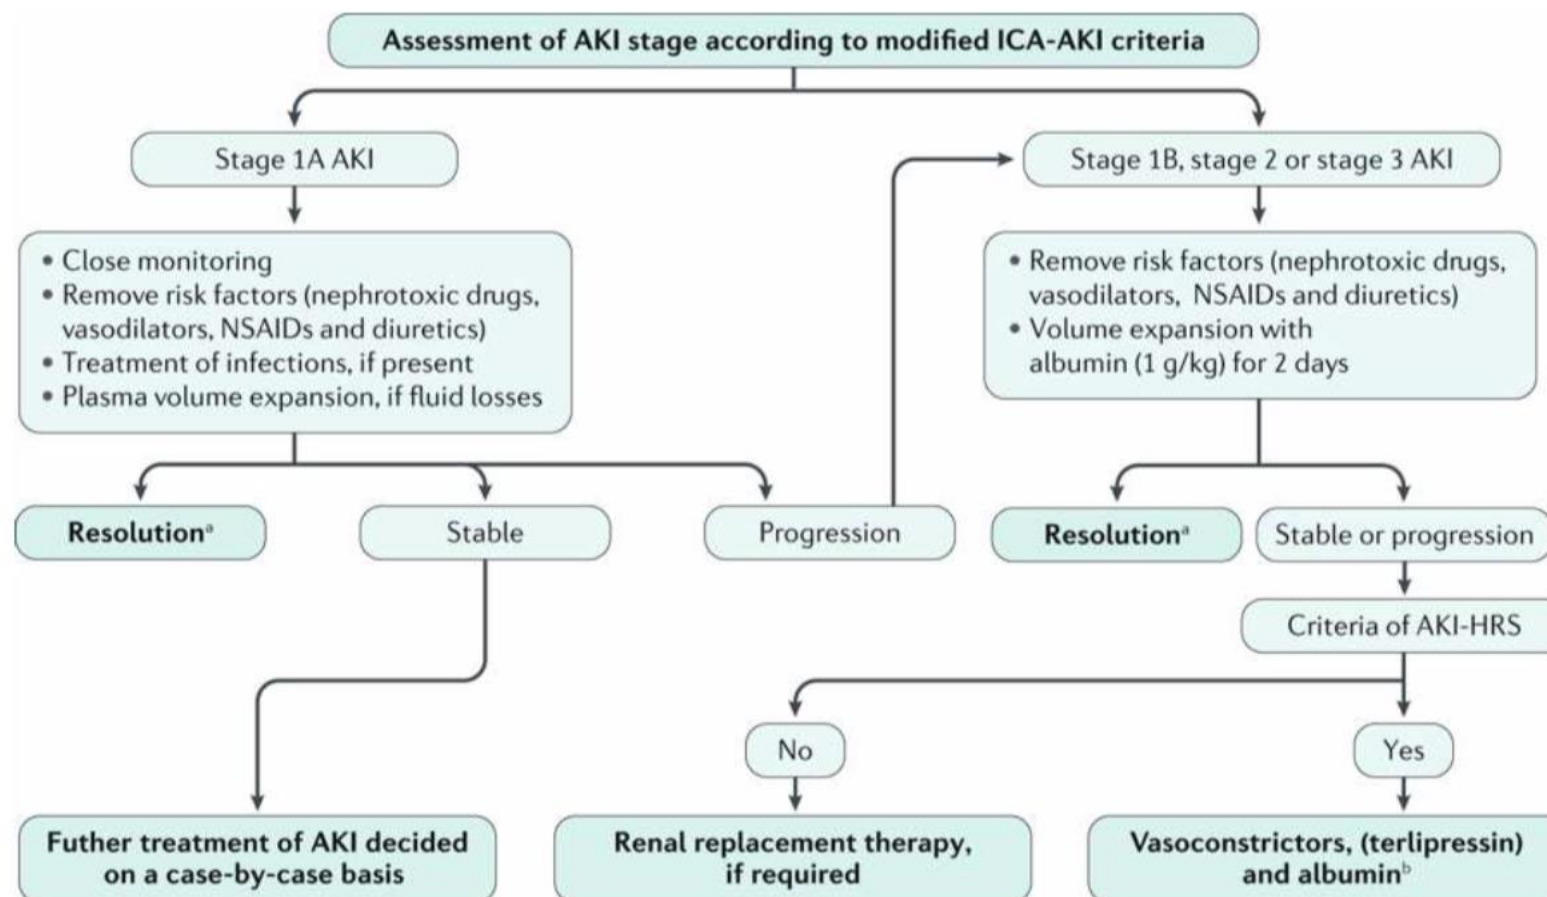 Assessment of AKI stage according to modified ICA-AKI criteria
Stage 1A AKI
Stage 1B, stage 2 or stage 3 AKI
• Close monitoring
• Remove risk factors (nephrotoxic drugs,
vasodilators, NSAIDs and diuretics)
• Treatment of infections, if present
• Plasma volume expansion, if fluid losses
• Remove risk factors (nephrotoxic drugs,
vasodilators, NSAIDs and diuretics)
• Volume expansion with
albumin (1 g/kg) for 2 days
Resolutionᵃ
Stable
Progression
Resolutionᵃ
Stable or progression
Criteria of AKI-HRS
No
Yes
Futher treatment of AKI decided
on a case-by-case basis
Renal replacement therapy,
if required
Vasoconstrictors, (terlipressin)
and albuminᵇ